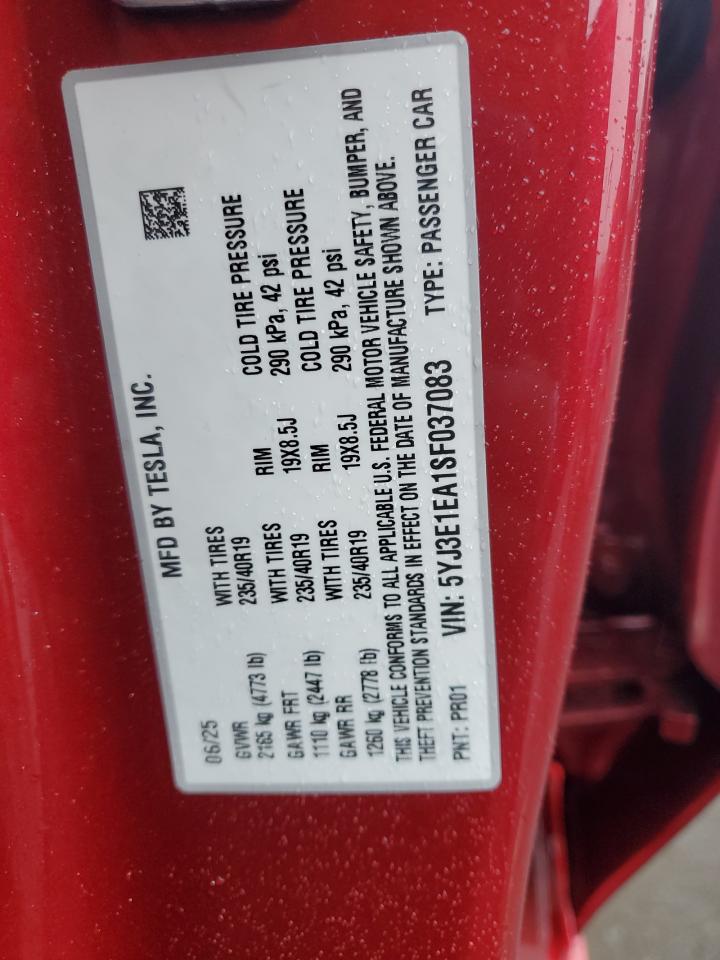 MFD BY TESLA, INC.
06/25
GVWR WITH TIRES RIM COLD TIRE PRESSURE
2165 kg (4773 lb) 235/40R19 19X8.5J 290 kPa, 42 psi
GAWR FRT WITH TIRES RIM COLD TIRE PRESSURE
1110 kg (2447 lb) 235/40R19 19X8.5J 290 kPa, 42 psi
GAWR RR WITH TIRES
1260 kg (2778 lb) 235/40R19
THIS VEHICLE CONFORMS TO ALL APPLICABLE U.S. FEDERAL MOTOR VEHICLE SAFETY, BUMPER, AND
THEFT PREVENTION STANDARDS IN EFFECT ON THE DATE OF MANUFACTURE SHOWN ABOVE.
PNT: PR01 VIN: 5YJ3E1EA1SF037083 TYPE: PASSENGER CAR